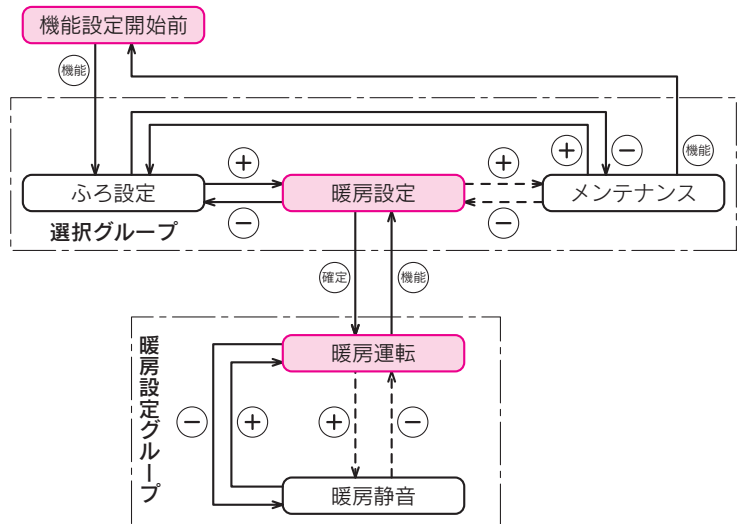 機能設定開始前
機能
+
-
機能
+
+
ふろ設定
暖房設定
メンテナンス
-
-
選択グループ
確定
機能
暖房設定グループ
暖房運転
-
+
+
-
暖房静音